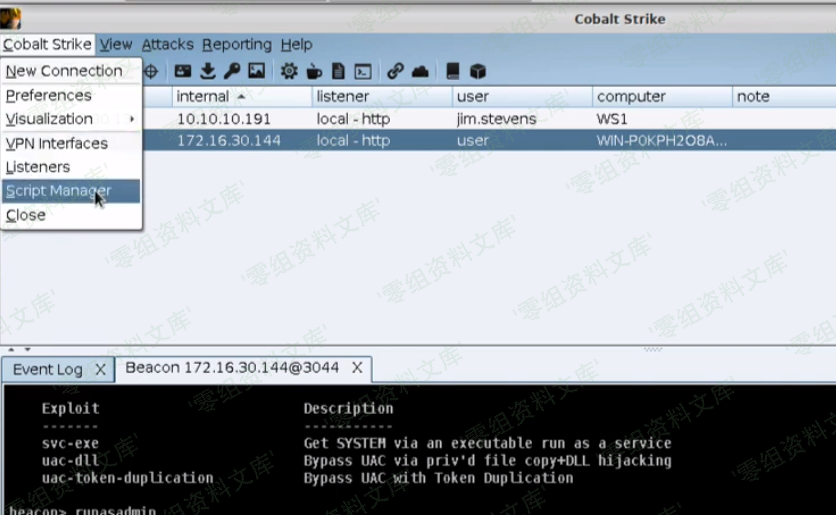 Cobalt Strike
Cobalt Strike View Attacks Reporting Help
New Connection
Preferences
Visualization
VPN Interfaces
Listeners
Script Manager
Close
internal listener user computer note
10.10.10.191 local - http jim.stevens WS1
172.16.30.144 local - http user WIN-P0KPH2O8A...
Event Log X Beacon 172.16.30.144@3044 X
Exploit Description
------- -----------
svc-exe Get SYSTEM via an executable run as a service
uac-dll Bypass UAC via priv'd file copy+DLL hijacking
uac-token-duplication Bypass UAC with Token Duplication
beacon> runasadmin
'零组资料文库'